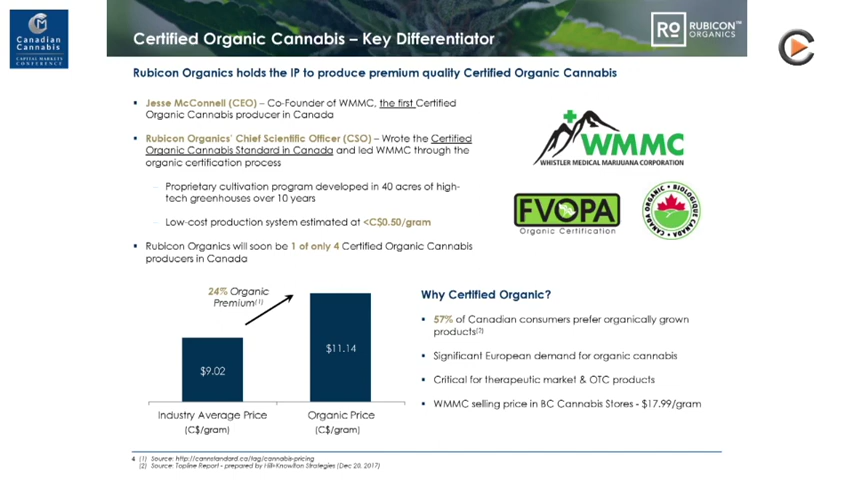 Canadian
Cannabis
CAPITAL MARKETS
CONFERENCE
Certified Organic Cannabis – Key Differentiator
RUBICON™
ORGANICS
Rubicon Organics holds the IP to produce premium quality Certified Organic Cannabis
Jesse McConnell (CEO) – Co-Founder of WMMC, the first Certified
Organic Cannabis producer in Canada
Rubicon Organics' Chief Scientific Officer (CSO) – Wrote the Certified
Organic Cannabis Standard in Canada and led WMMC through the
organic certification process
– Proprietary cultivation program developed in 40 acres of high-
tech greenhouses over 10 years
– Low-cost production system estimated at <C$0.50/gram
Rubicon Organics will soon be 1 of only 4 Certified Organic Cannabis
producers in Canada
WMMC
WHISTLER MEDICAL MARIJUANA CORPORATION
FVOPA
Organic Certification
CANADA ORGANIC • BIOLOGIQUE CANADA •
24% Organic
Premium(1)
$9.02
$11.14
Industry Average Price
(C$/gram)
Organic Price
(C$/gram)
Why Certified Organic?
57% of Canadian consumers prefer organically grown
products(2)
Significant European demand for organic cannabis
Critical for therapeutic market & OTC products
WMMC selling price in BC Cannabis Stores - $17.99/gram
4 (1) Source: http://cannstandard.ca/tag/cannabis-pricing
(2) Source: Topline Report - prepared by Hill+Knowlton Strategies (Dec 20, 2017)